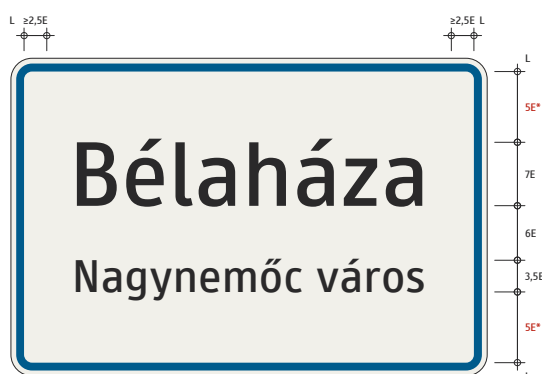 L ≥2,5E ≥2,5E L
L
5E*
Bélaháza
7E
6E
Nagynemőc város
3,5E
5E*